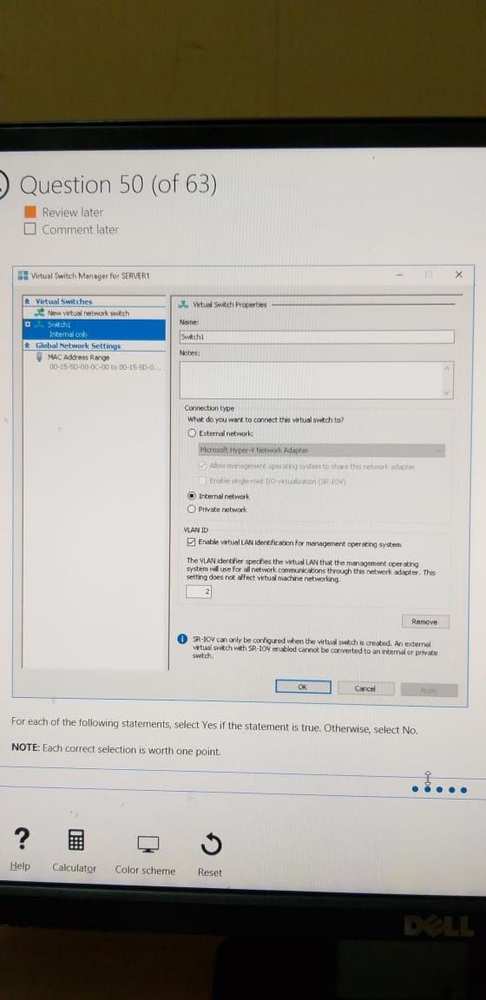 Question 50 (of 63)
Review later
Comment later
Virtual Switch Manager for SERVER1
Virtual Switches
New virtual network switch
Switch1
Internal only
Global Network Settings
MAC Address Range
00-15-5D-00-0C-00 to 00-15-5D-0...
Virtual Switch Properties
Name:
Switch1
Notes:
Connection type
What do you want to connect this virtual switch to?
External network:
Microsoft Hyper-V Network Adapter
Allow management operating system to share this network adapter
Enable single-root I/O virtualization (SR-IOV)
Internal network
Private network
VLAN ID
Enable virtual LAN identification for management operating system
The VLAN identifier specifies the virtual LAN that the management operating
system will use for all network communications through this network adapter. This
setting does not affect virtual machine networking.
2
Remove
SR-IOV can only be configured when the virtual switch is created. An external
virtual switch with SR-IOV enabled cannot be converted to an internal or private
switch.
OK
Cancel
Apply
For each of the following statements, select Yes if the statement is true. Otherwise, select No.
NOTE: Each correct selection is worth one point.
?
Help
Calculator
Color scheme
Reset
DELL